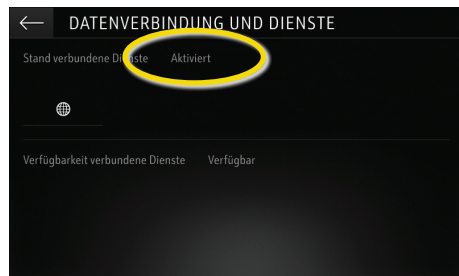 DATENVERBINDUNG UND DIENSTE
Stand verbundene Dienste Aktiviert
Verfügbarkeit verbundene Dienste Verfügbar